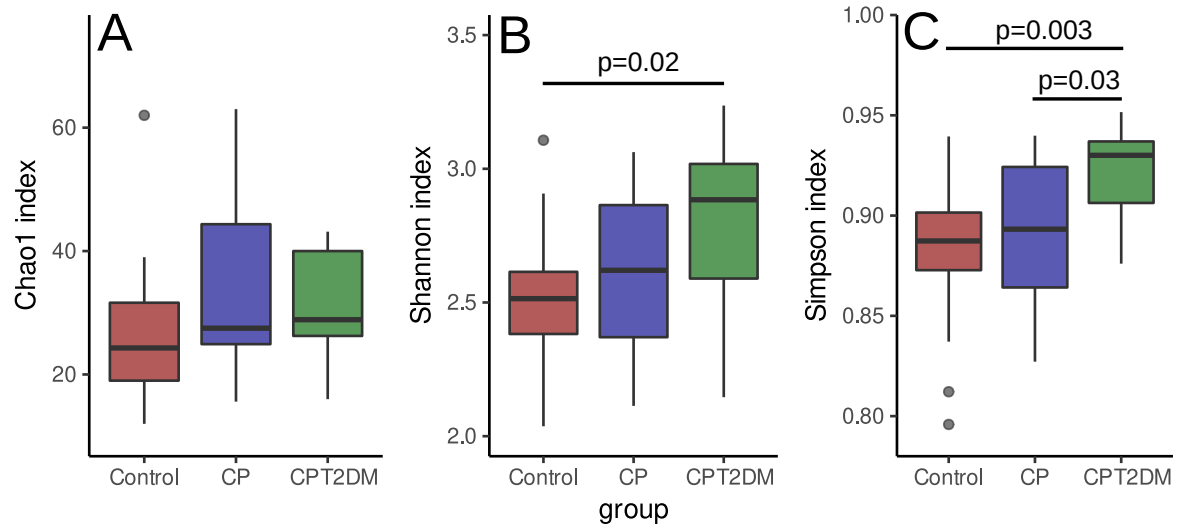 A
Chao1 index
60
40
20
Control CP CPT2DM
B
Shannon index
3.5
3.0
2.5
2.0
p=0.02
Control CP CPT2DM
group
C
Simpson index
1.00
0.95
0.90
0.85
0.80
p=0.003
p=0.03
Control CP CPT2DM